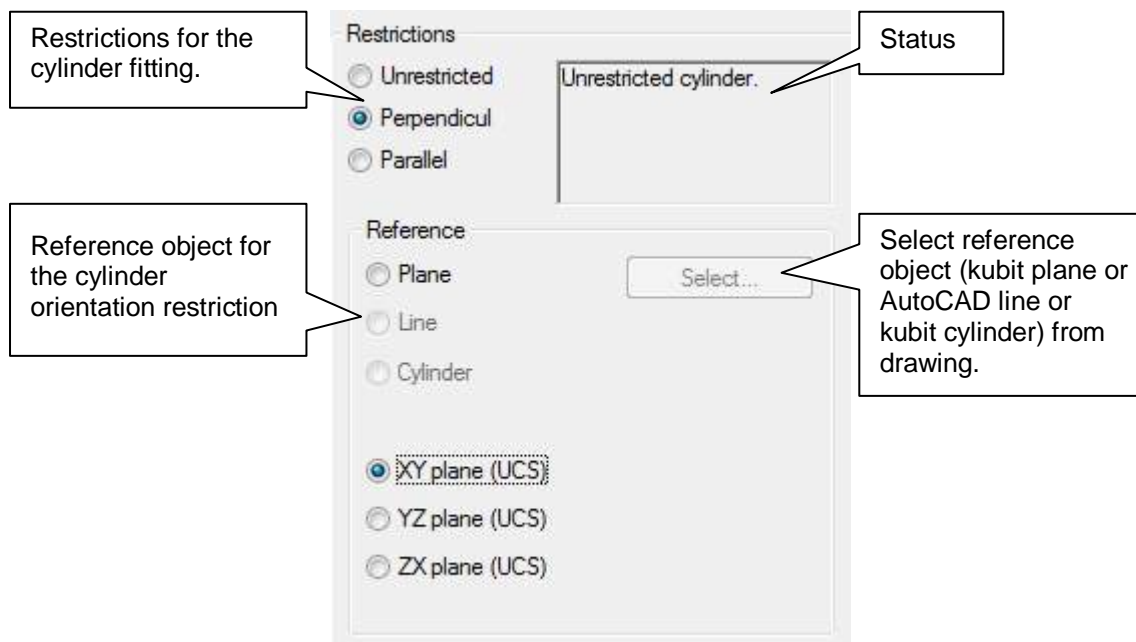 Restrictions for the
cylinder fitting.
Restrictions
Status
Unrestricted
Unrestricted cylinder.
Perpendicul
Parallel
Reference object for
the cylinder
orientation restriction
Reference
Plane
Select...
Line
Cylinder
Select reference
object (kubit plane or
AutoCAD line or
kubit cylinder) from
drawing.
XY plane (UCS)
YZ plane (UCS)
ZX plane (UCS)